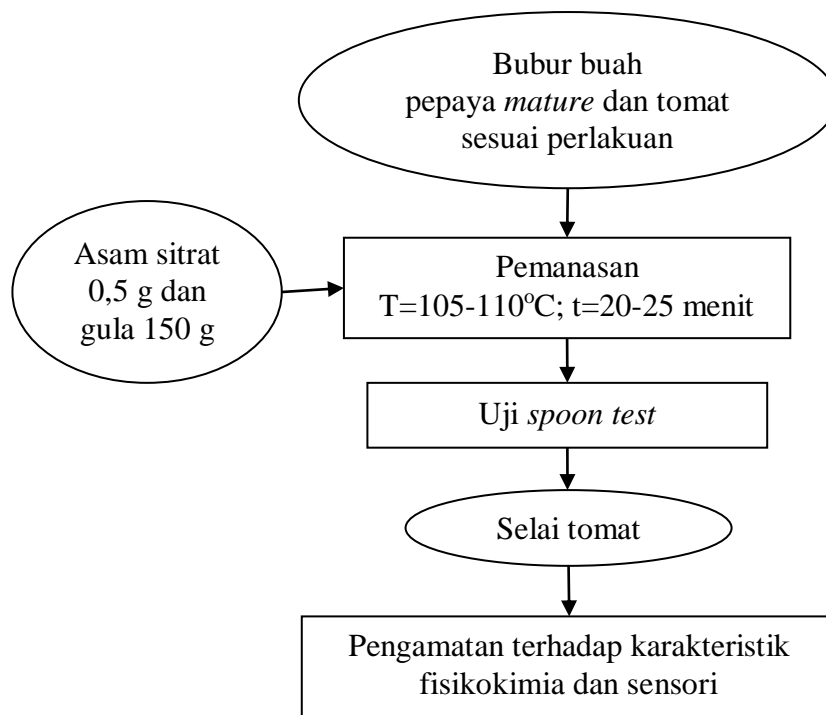 Bubur buah
pepaya mature dan tomat
sesuai perlakuan
Asam sitrat
0,5 g dan
gula 150 g
Pemanasan
T=105-110°C; t=20-25 menit
Uji spoon test
Selai tomat
Pengamatan terhadap karakteristik
fisikokimia dan sensori